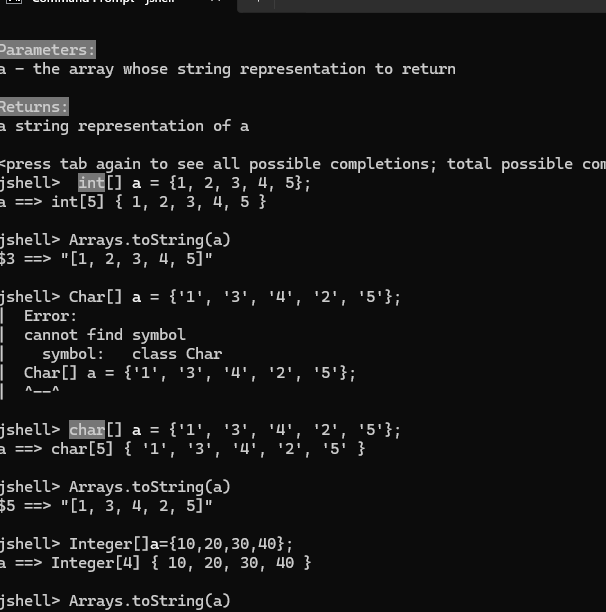 Command Prompt - jshell
Parameters:
a - the array whose string representation to return
Returns:
a string representation of a
<press tab again to see all possible completions; total possible com
jshell>  int[] a = {1, 2, 3, 4, 5};
a ==> int[5] { 1, 2, 3, 4, 5 }
jshell> Arrays.toString(a)
$3 ==> "[1, 2, 3, 4, 5]"
jshell> Char[] a = {'1', '3', '4', '2', '5'};
|  Error:
|  cannot find symbol
|    symbol:   class Char
|  Char[] a = {'1', '3', '4', '2', '5'};
|  ^--^
jshell> char[] a = {'1', '3', '4', '2', '5'};
a ==> char[5] { '1', '3', '4', '2', '5' }
jshell> Arrays.toString(a)
$5 ==> "[1, 3, 4, 2, 5]"
jshell> Integer[]a={10,20,30,40};
a ==> Integer[4] { 10, 20, 30, 40 }
jshell> Arrays.toString(a)